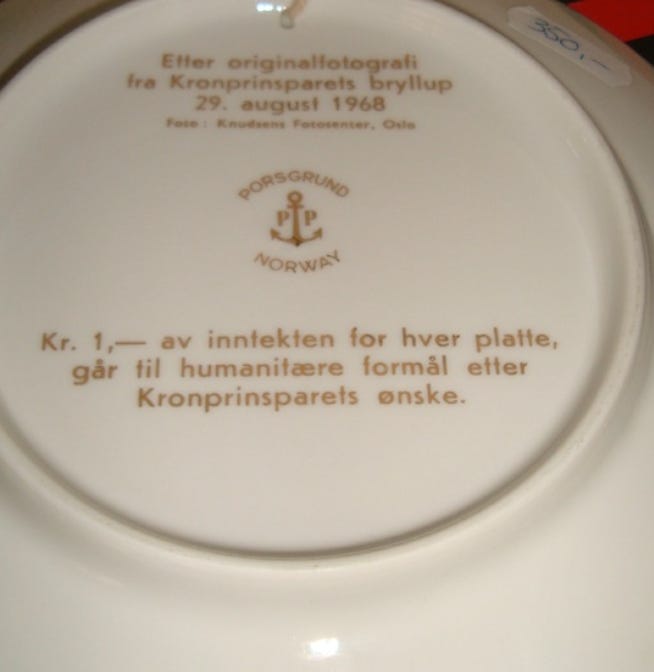 350,-
Etter originalfotografi
fra Kronprinsparets bryllup
29. august 1968
Foto: Knudsens Fotosenter, Oslo
PORSGRUND
P P
NORWAY
Kr. 1,— av inntekten for hver platte,
går til humanitære formål etter
Kronprinsparets ønske.